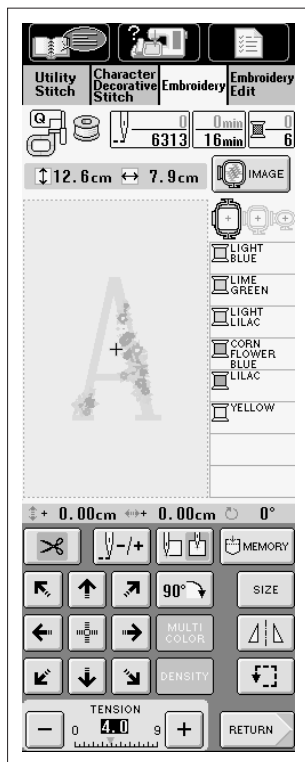 Utility
Stitch
Character
Decorative
Stitch
Embroidery
Embroidery
Edit
Q
0
6313
0min
16min
0
6
12.6cm
7.9cm
IMAGE
LIGHT
BLUE
LIME
GREEN
LIGHT
LILAC
CORN
FLOWER
BLUE
LILAC
YELLOW
A
+ 0.00cm
+ 0.00cm
0°
-/+
MEMORY
90°
SIZE
MULTI
COLOR
DENSITY
TENSION
− 0 4.0 9 +
RETURN